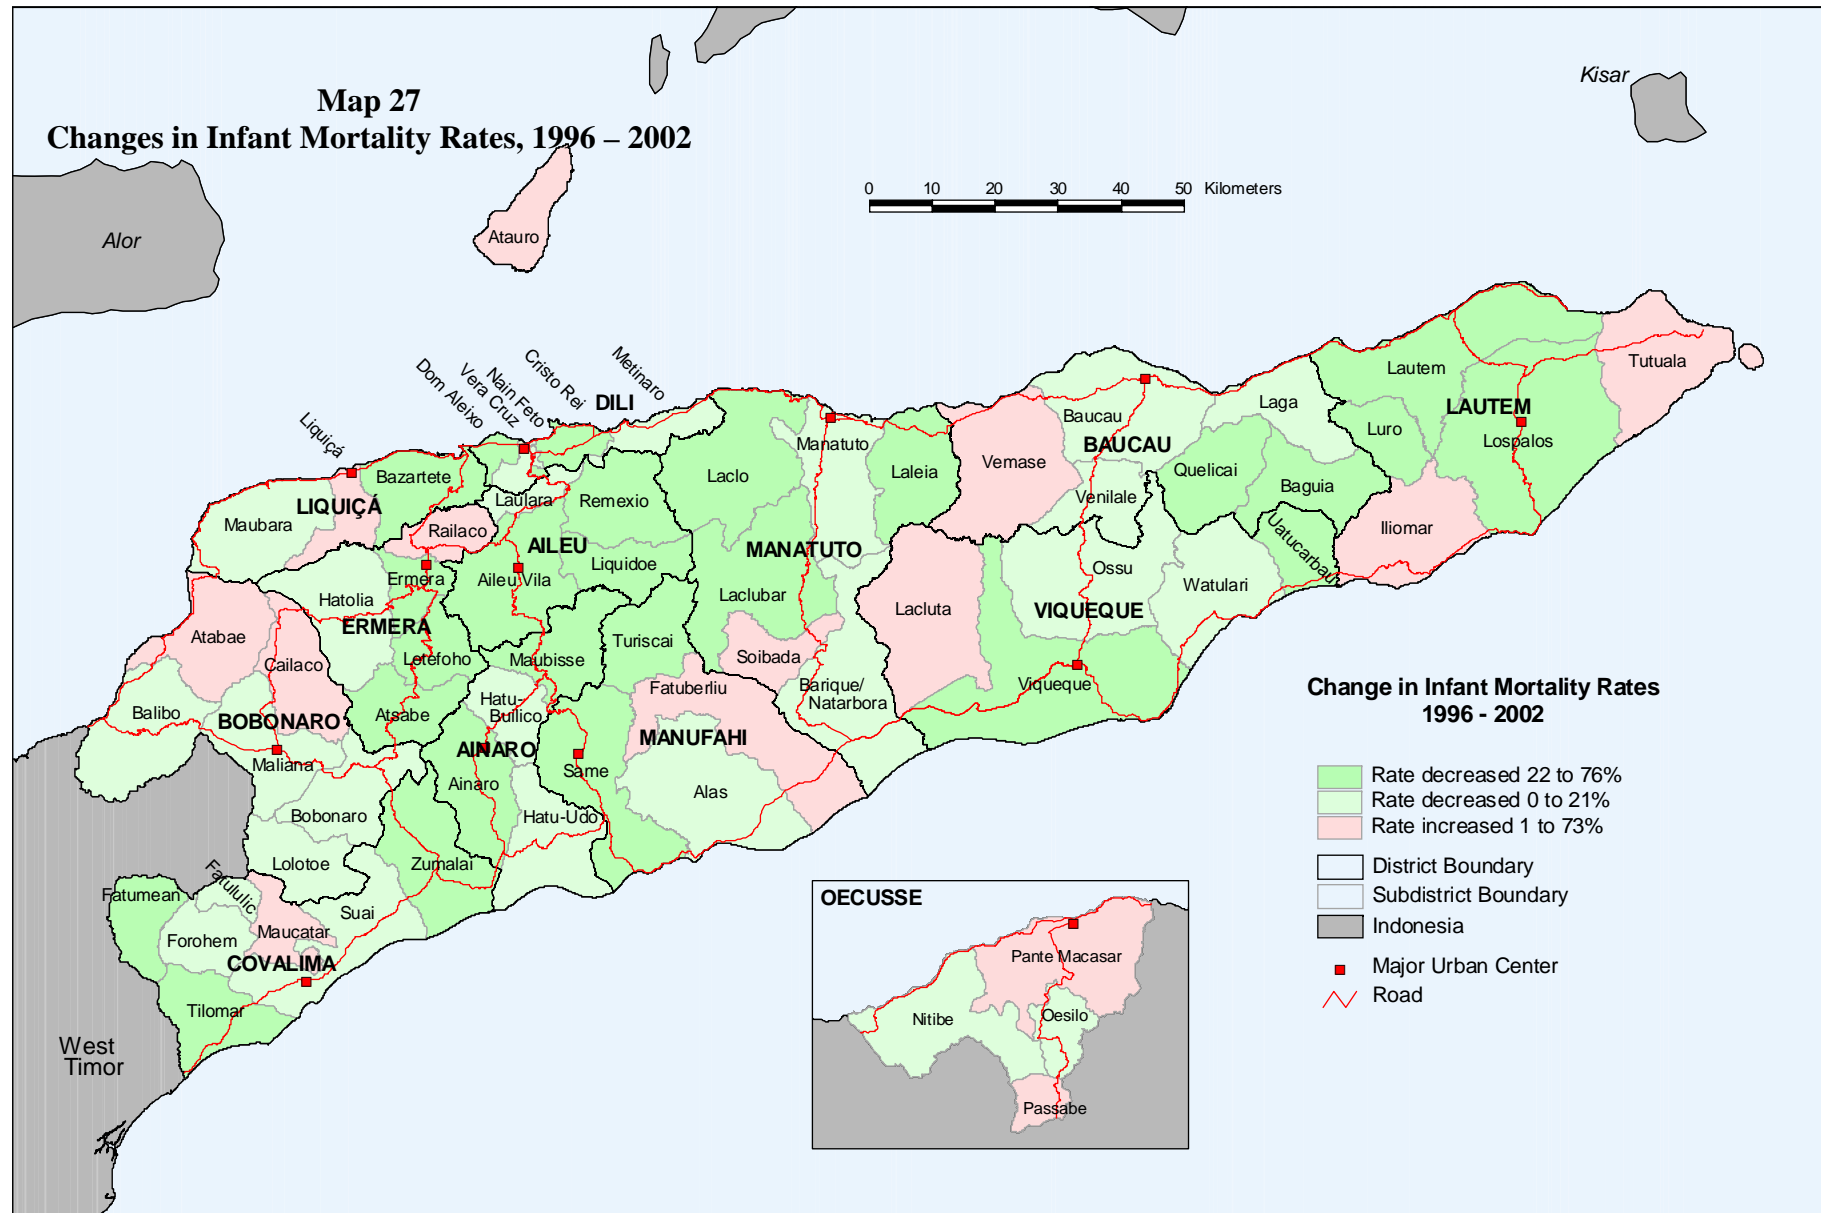 Map 27
Changes in Infant Mortality Rates, 1996 – 2002
Kisar
Alor
Atauro
0 10 20 30 40 50 Kilometers
Liquiçá
Dom Aleixo
Vera Cruz
Nain Feto
Cristo Rei
DILI
Metinaro
Tutuala
Lautem
LAUTEM
Luro
Lospalos
Laga
Baucau
BAUCAU
Manatuto
Vemase
Laleia
Quelicai
Baguia
Venilale
Iliomar
Uatucarbau
Laclo
Bazartete
LIQUIÇÁ
Maubara
Laulara
Remexio
Railaco
AILEU
MANATUTO
Liquidoe
Aileu Vila
Ermera
Ossu
Watulari
Laclubar
Lacluta
VIQUEQUE
Hatolia
ERMERA
Atabae
Turiscai
Cailaco
Letefoho
Maubisse
Soibada
Fatuberliu
Viqueque
Barique/
Natarbora
Hatu-
Builico
Balibo
BOBONARO
Atsabe
AINARO
MANUFAHI
Maliana
Same
Ainaro
Alas
Bobonaro
Hatu-Udo
Lolotoe
Zumalai
Fatumean
Fatululic
Suai
Forohem
Maucatar
COVALIMA
Tilomar
West
Timor
OECUSSE
Pante Macasar
Nitibe
Oesilo
Passabe
Change in Infant Mortality Rates
1996 - 2002
Rate decreased 22 to 76%
Rate decreased 0 to 21%
Rate increased 1 to 73%
District Boundary
Subdistrict Boundary
Indonesia
Major Urban Center
Road